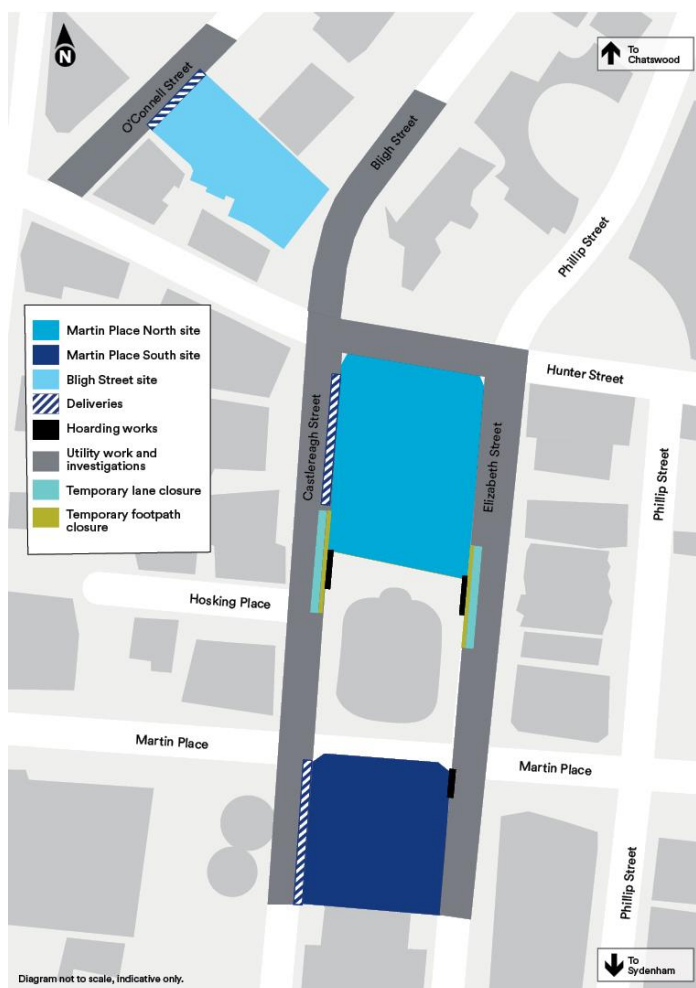 N
To
Chatswood
O'Connell Street
Bligh Street
Phillip Street
Martin Place North site
Martin Place South site
Bligh Street site
Deliveries
Hoarding works
Utility work and
investigations
Temporary lane closure
Temporary footpath
closure
Hunter Street
Castlereagh Street
Elizabeth Street
Phillip Street
Hosking Place
Martin Place
Martin Place
Phillip Street
To
Sydenham
Diagram not to scale, indicative only.